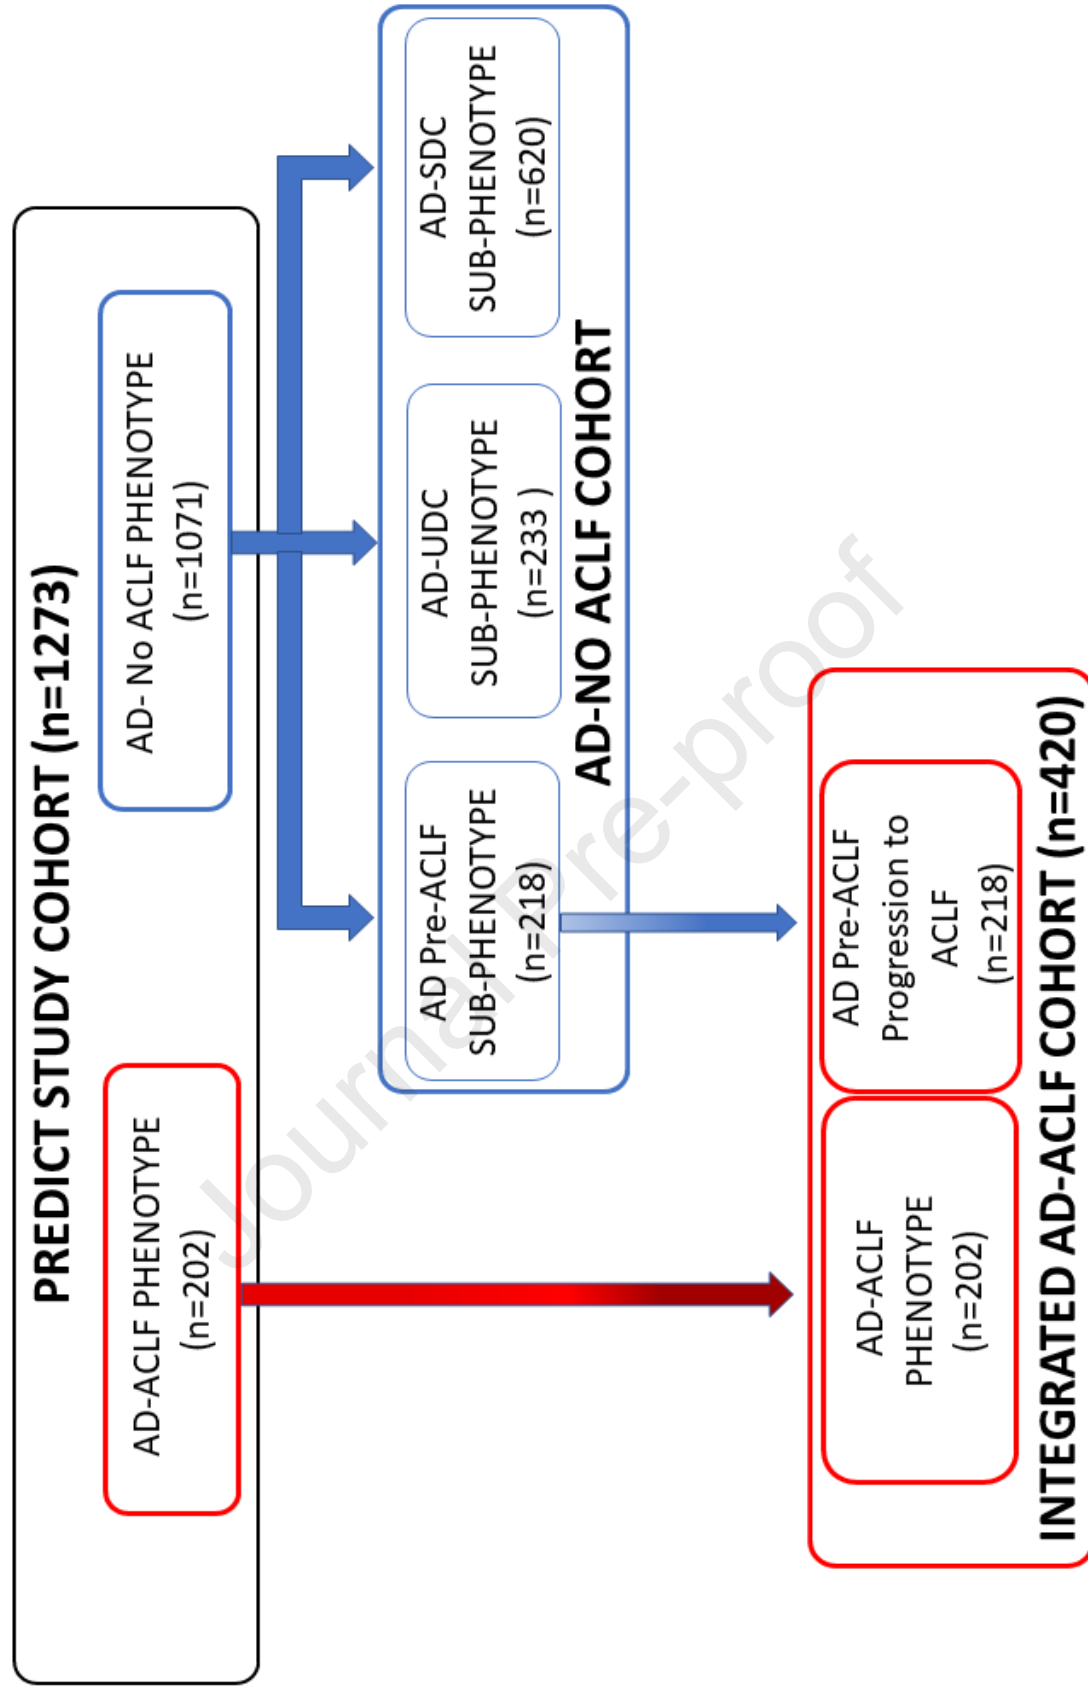 PREDICT STUDY COHORT (n=1273)
AD-ACLF PHENOTYPE
(n=202)
AD- No ACLF PHENOTYPE
(n=1071)
AD Pre-ACLF
SUB-PHENOTYPE
(n=218)
AD-UDC
SUB-PHENOTYPE
(n=233 )
AD-SDC
SUB-PHENOTYPE
(n=620)
AD-NO ACLF COHORT
AD-ACLF
PHENOTYPE
(n=202)
AD Pre-ACLF
Progression to
ACLF
(n=218)
INTEGRATED AD-ACLF COHORT (n=420)
Journal Pre-proof